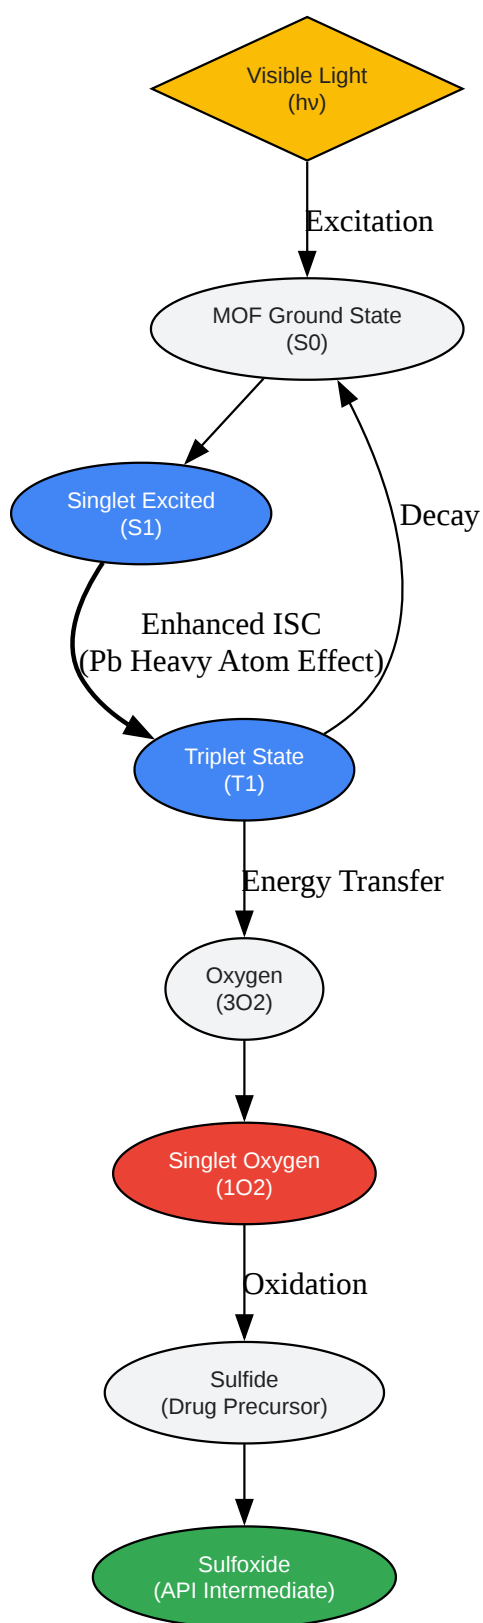 Visible Light
(hν)
Excitation
MOF Ground State
(S0)
Singlet Excited
(S1)
Decay
Enhanced ISC
(Pb Heavy Atom Effect)
Triplet State
(T1)
Energy Transfer
Oxygen
(3O2)
Singlet Oxygen
(1O2)
Oxidation
Sulfide
(Drug Precursor)
Sulfoxide
(API Intermediate)